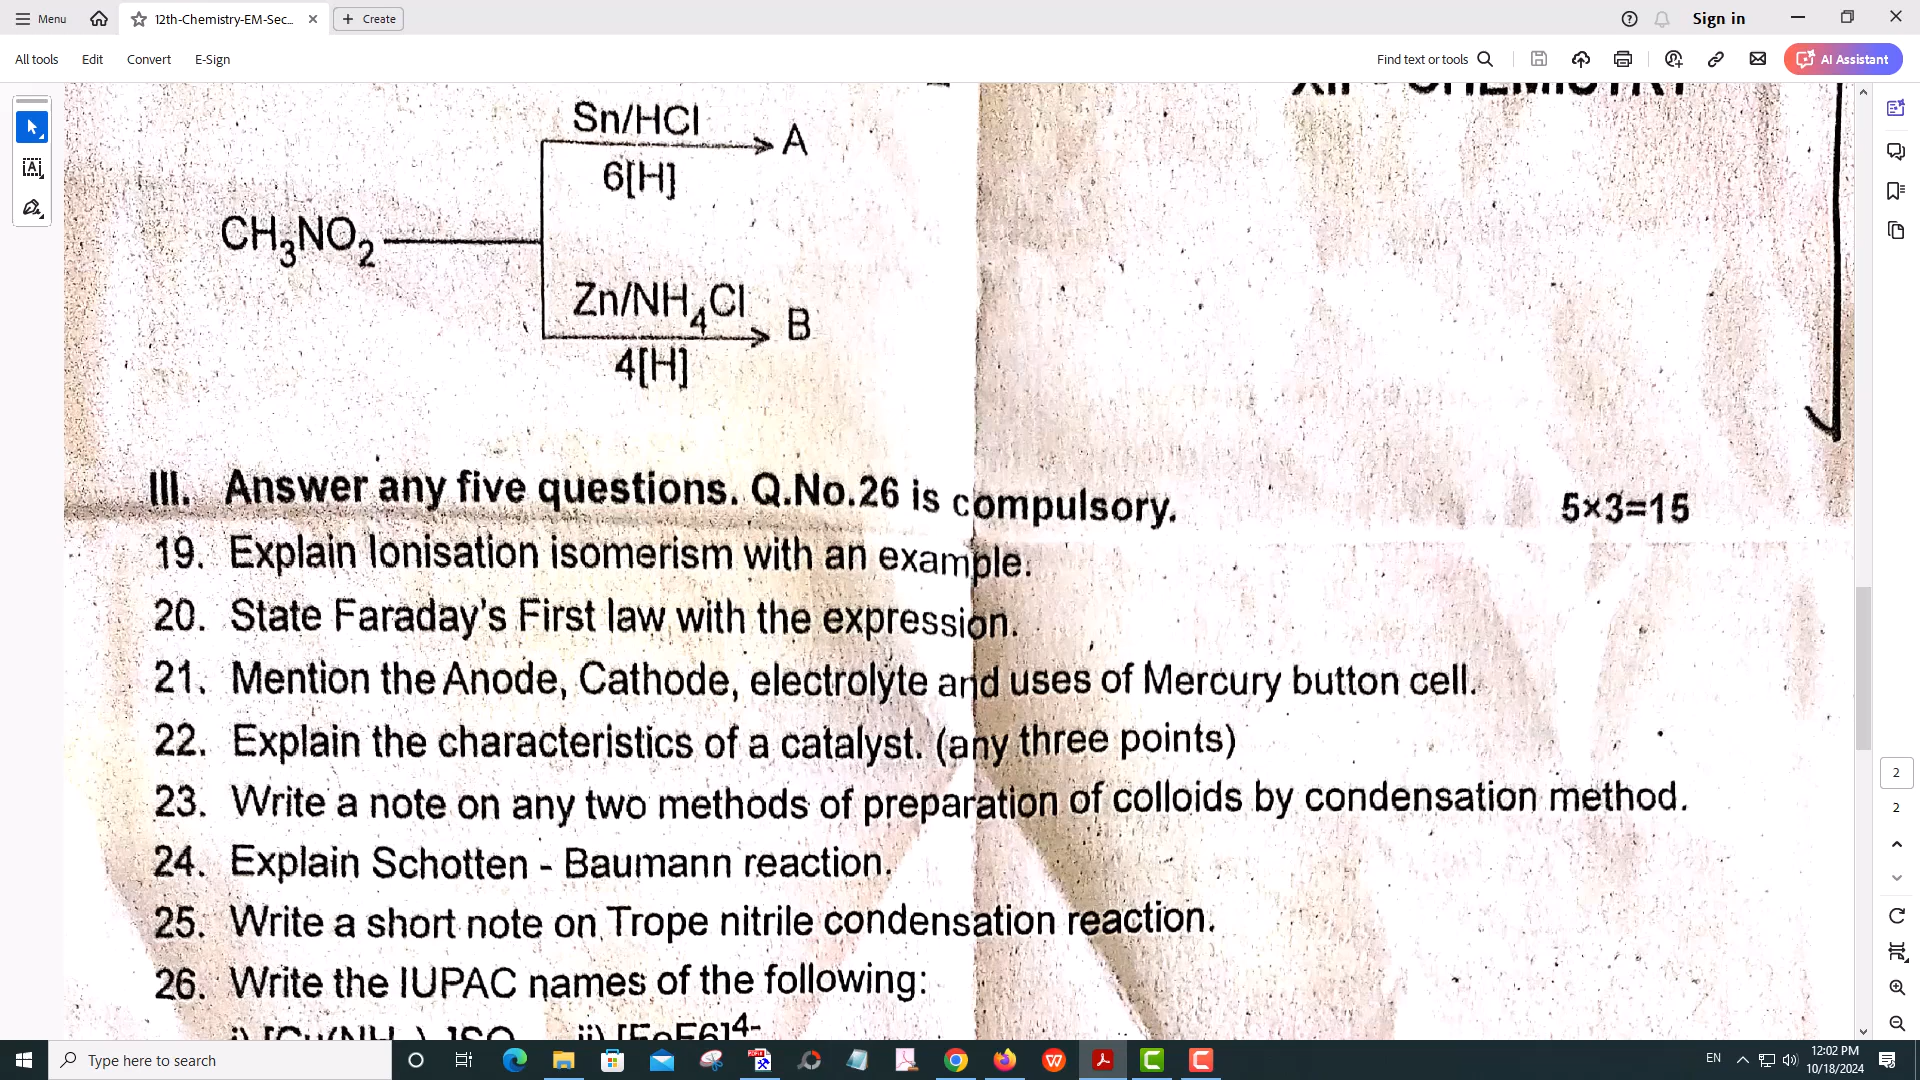 Menu
12th-Chemistry-EM-Sec...
Create
Sign in
All tools
Edit
Convert
E-Sign
Find text or tools
AI Assistant
XII - CHEMISTRY
Sn/HCl
A
6[H]
CH3NO2
Zn/NH4Cl
B
4[H]
III. Answer any five questions. Q.No.26 is compulsory. 5×3=15
19. Explain Ionisation isomerism with an example.
20. State Faraday's First law with the expression.
21. Mention the Anode, Cathode, electrolyte and uses of Mercury button cell.
22. Explain the characteristics of a catalyst. (any three points)
23. Write a note on any two methods of preparation of colloids by condensation method.
24. Explain Schotten - Baumann reaction.
25. Write a short note on Trope nitrile condensation reaction.
26. Write the IUPAC names of the following:
ii) [FeF6]4-
2
2
Type here to search
EN
12:02 PM
10/18/2024